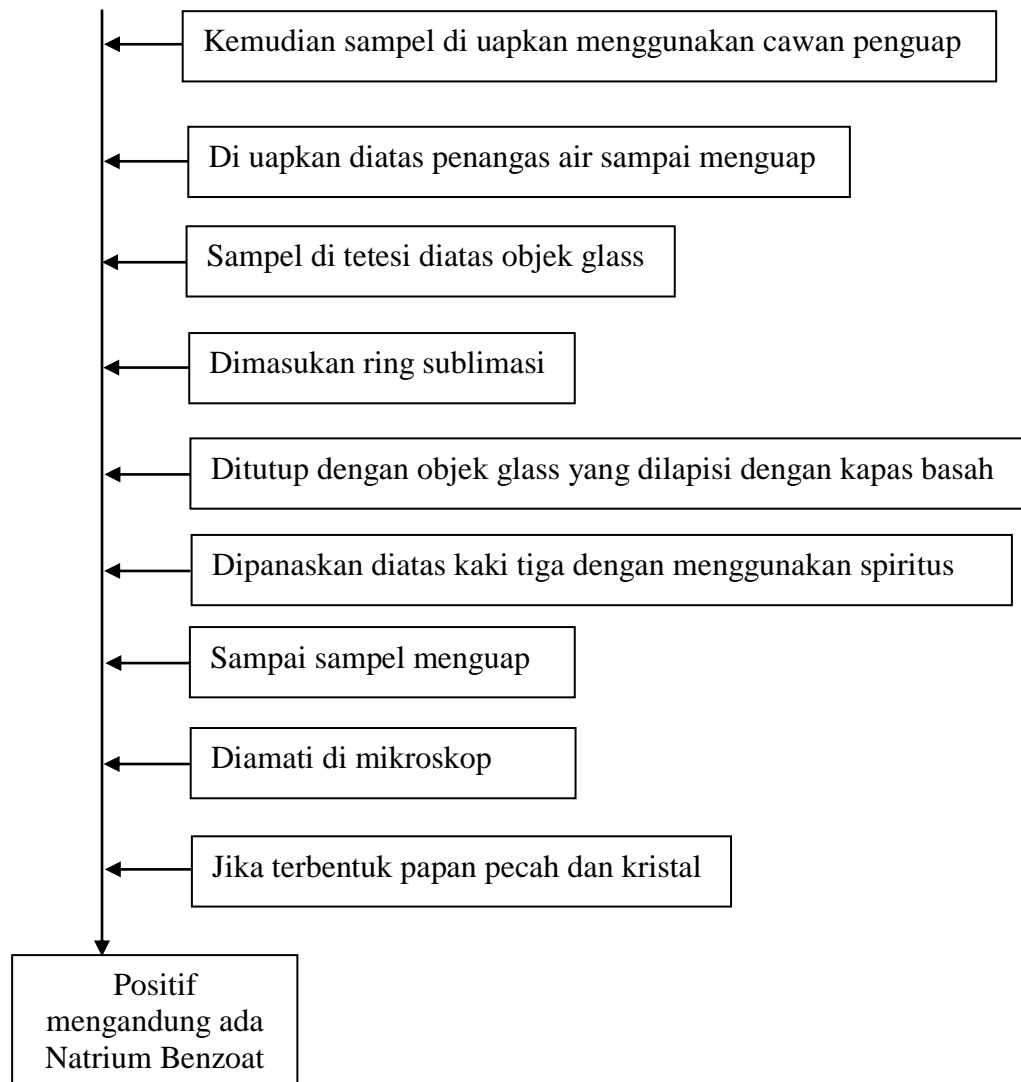 Kemudian sampel di uapkan menggunakan cawan penguap
Di uapkan diatas penangas air sampai menguap
Sampel di tetesi diatas objek glass
Dimasukan ring sublimasi
Ditutup dengan objek glass yang dilapisi dengan kapas basah
Dipanaskan diatas kaki tiga dengan menggunakan spiritus
Sampai sampel menguap
Diamati di mikroskop
Jika terbentuk papan pecah dan kristal
Positif
mengandung ada
Natrium Benzoat